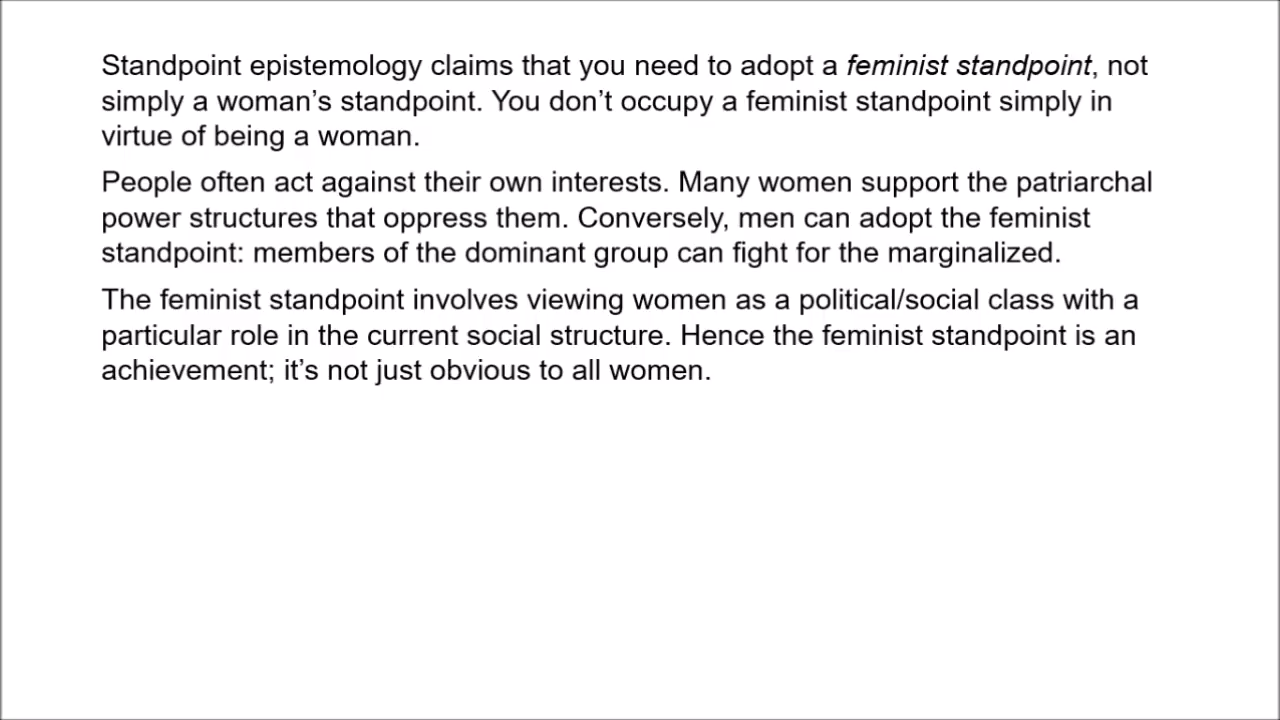 Standpoint epistemology claims that you need to adopt a feminist standpoint, not
simply a woman’s standpoint. You don’t occupy a feminist standpoint simply in
virtue of being a woman.
People often act against their own interests. Many women support the patriarchal
power structures that oppress them. Conversely, men can adopt the feminist
standpoint: members of the dominant group can fight for the marginalized.
The feminist standpoint involves viewing women as a political/social class with a
particular role in the current social structure. Hence the feminist standpoint is an
achievement; it’s not just obvious to all women.